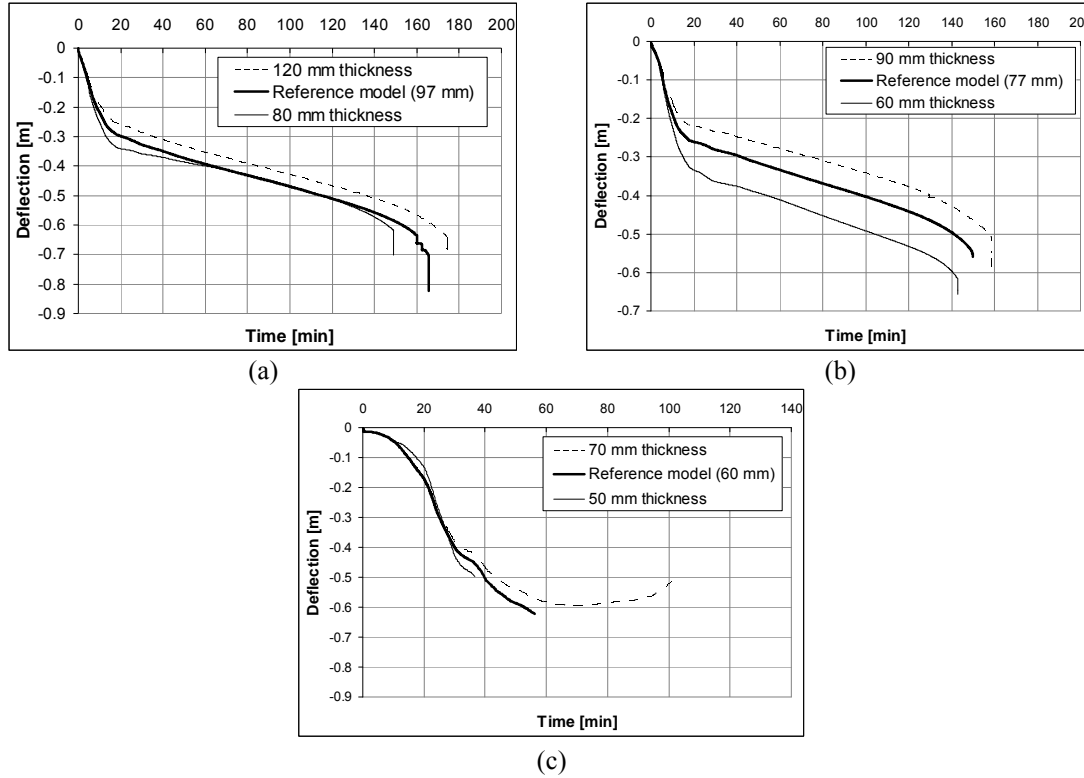 0 20 40 60 80 100 120 140 160 180 200
0
-0.1
-0.2
-0.3
-0.4
-0.5
-0.6
-0.7
-0.8
-0.9
Deflection [m]
120 mm thickness
Reference model (97 mm)
80 mm thickness
Time [min]
(a)
0 20 40 60 80 100 120 140 160 180 200
0
-0.1
-0.2
-0.3
-0.4
-0.5
-0.6
-0.7
Deflection [m]
90 mm thickness
Reference model (77 mm)
60 mm thickness
Time [min]
(b)
0 20 40 60 80 100 120 140
0
-0.1
-0.2
-0.3
-0.4
-0.5
-0.6
-0.7
-0.8
-0.9
Deflection [m]
70 mm thickness
Reference model (60 mm)
50 mm thickness
Time [min]
(c)